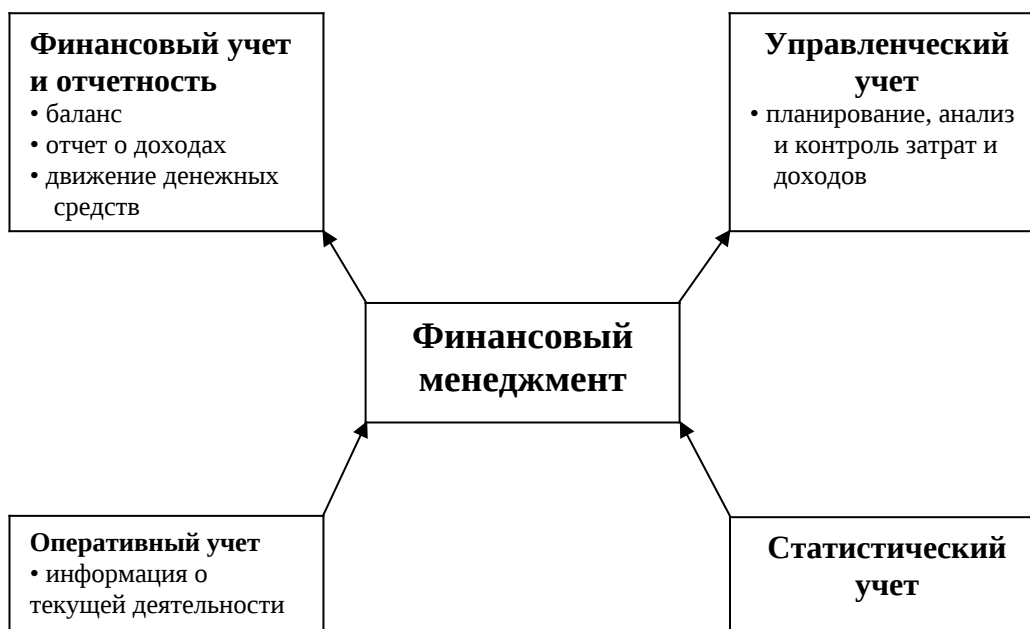 Финансовый учет
и отчетность
• баланс
• отчет о доходах
• движение денежных
средств
Управленческий
учет
• планирование, анализ
и контроль затрат и
доходов
Финансовый
менеджмент
Оперативный учет
• информация о
текущей деятельности
Статистический
учет